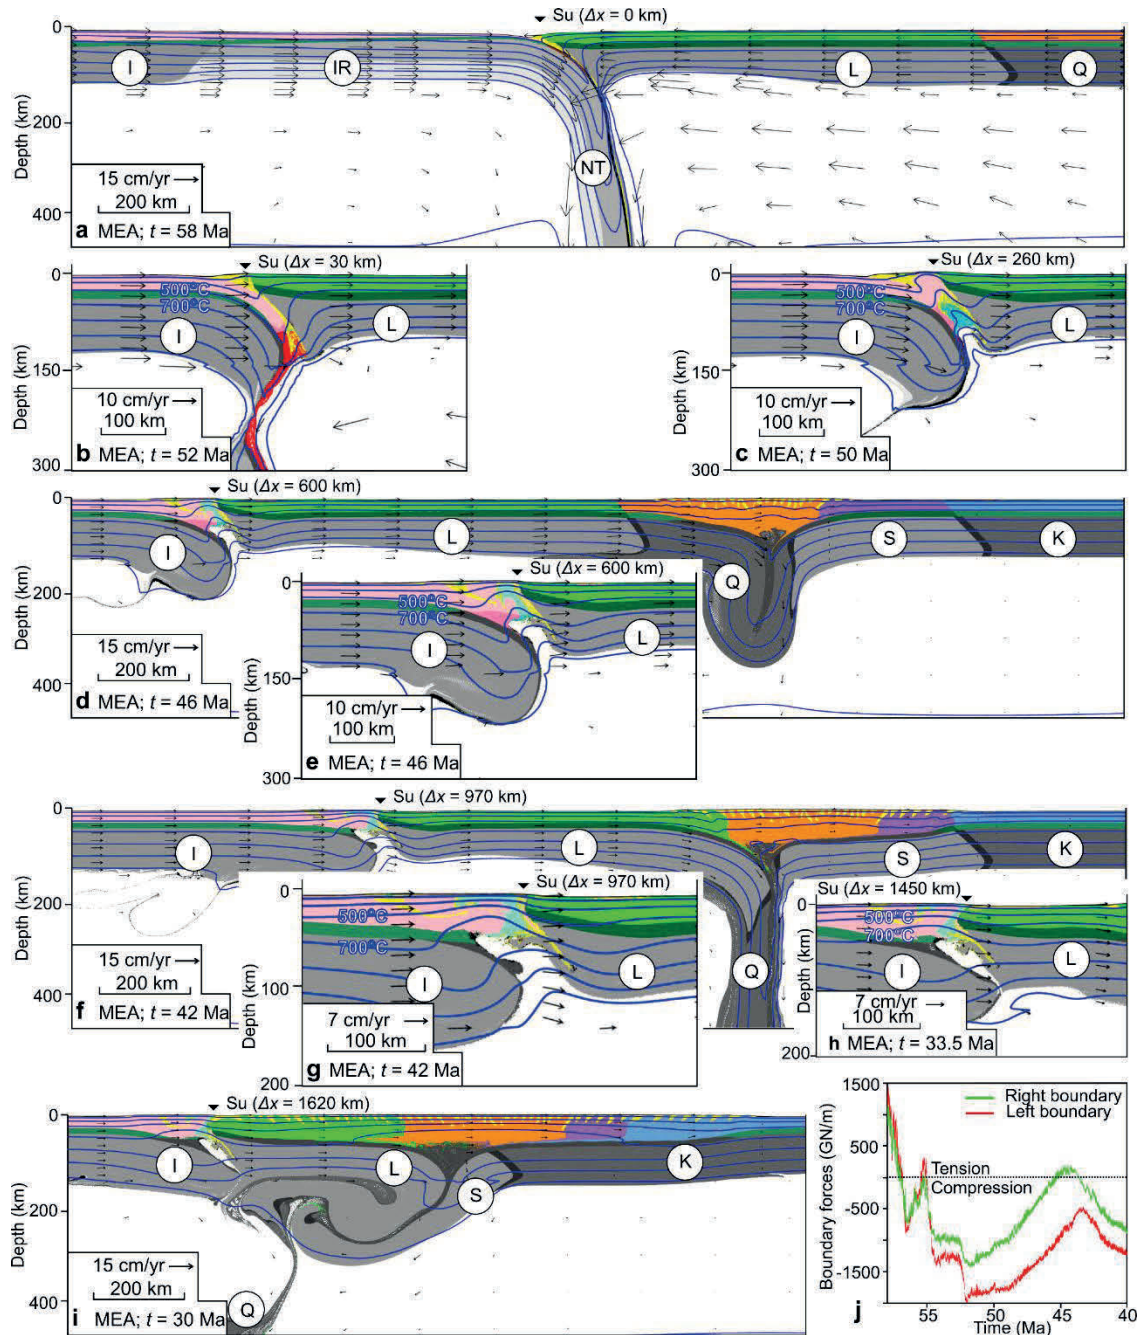 Su (Δx = 0 km)
0
200
400
Depth (km)
I
IR
L
Q
NT
15 cm/yr
200 km
a MEA; t = 58 Ma
Su (Δx = 30 km)
0
150
300
Depth (km)
500°C
700°C
I
L
10 cm/yr
100 km
b MEA; t = 52 Ma
Su (Δx = 260 km)
0
150
300
Depth (km)
500°C
700°C
I
L
10 cm/yr
100 km
c MEA; t = 50 Ma
Su (Δx = 600 km)
0
200
400
Depth (km)
I
L
Q
S
K
15 cm/yr
200 km
d MEA; t = 46 Ma
Su (Δx = 600 km)
0
150
300
Depth (km)
500°C
700°C
I
L
10 cm/yr
100 km
e MEA; t = 46 Ma
Su (Δx = 970 km)
0
200
400
Depth (km)
I
L
S
K
Q
15 cm/yr
200 km
f MEA; t = 42 Ma
Su (Δx = 970 km)
0
100
200
Depth (km)
500°C
700°C
I
L
7 cm/yr
100 km
g MEA; t = 42 Ma
Su (Δx = 1450 km)
0
200
Depth (km)
500°C
700°C
I
L
7 cm/yr
100 km
h MEA; t = 33.5 Ma
Su (Δx = 1620 km)
0
100
200
300
400
Depth (km)
I
L
S
K
Q
15 cm/yr
200 km
i MEA; t = 30 Ma
1500
500
-500
-1500
Boundary forces (GN/m)
Right boundary
Left boundary
Tension
Compression
j
55
50
45
40
Time (Ma)